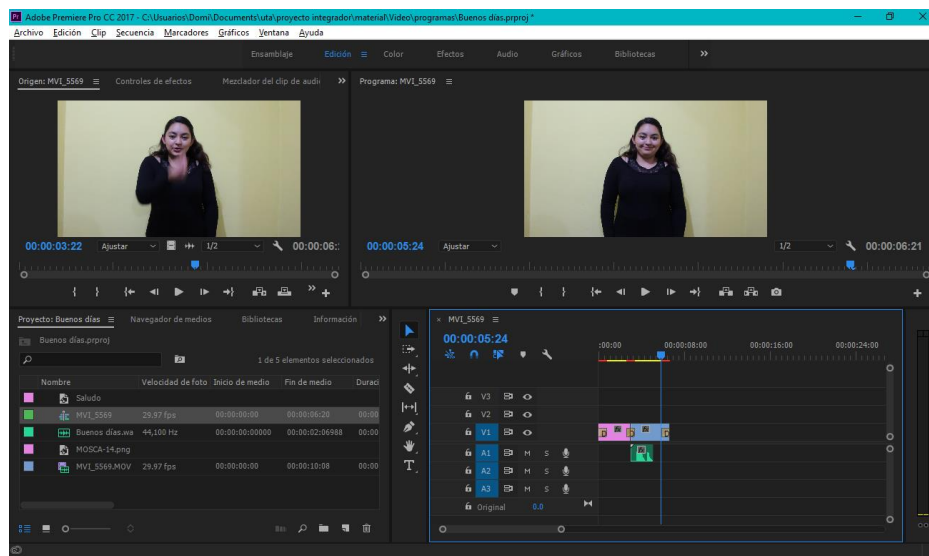 Adobe Premiere Pro CC 2017 - C:\Usuarios\Domi\Documents\uta\proyecto integrador\material\Video\programas\Buenos días.prproj *
Archivo Edición Clip Secuencia Marcadores Gráficos Ventana Ayuda
Ensamblaje Edición Color Efectos Audio Gráficos Bibliotecas
Origen: MVI_5569 Controles de efectos Mezclador del clip de audio
Programa: MVI_5569
00:00:03:22 Ajustar 1/2 00:00:06:
00:00:05:24 Ajustar 1/2 00:00:06:21
Proyecto: Buenos días Navegador de medios Bibliotecas Información
Buenos días.prproj
1 de 5 elementos seleccionados
Nombre Velocidad de foto Inicio de medio Fin de medio Duraci
Saludo
MVI_5569 29,97 fps 00:00:00:00 00:00:06:20 00:00
Buenos días.wa 44,100 Hz 00:00:00:00000 00:00:02:06988 00:00
MOSCA-14.png
MVI_5569.MOV 29,97 fps 00:00:00:00 00:00:10:08 00:00
T
× MVI_5569
00:00:05:24
:00:00 00:00:08:00 00:00:16:00 00:00:24:00
V3
V2
V1
A1 M S
A2 M S
A3 M S
Original 0.0